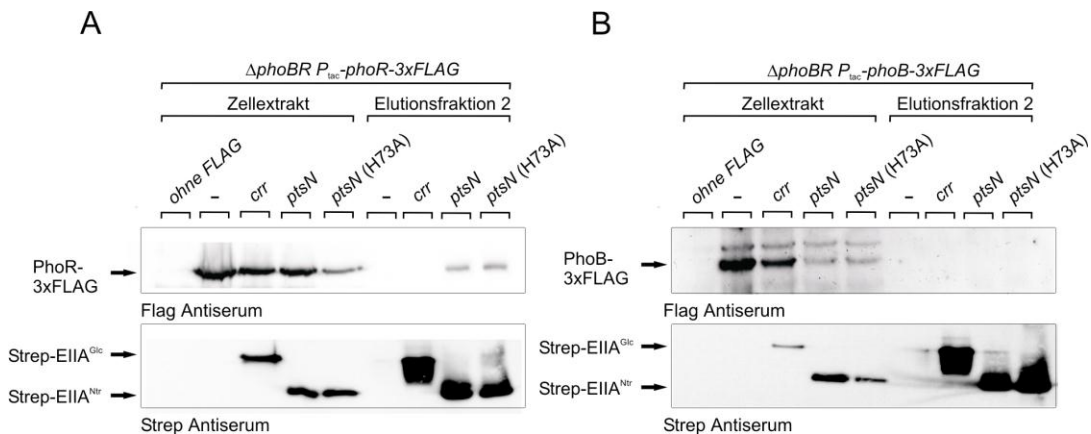 A
ΔphoBR Ptac-phoR-3xFLAG
Zellextrakt Elutionsfraktion 2
ohne FLAG – crr ptsN ptsN (H73A) – crr ptsN ptsN (H73A)
PhoR-
3xFLAG
Flag Antiserum
Strep-EIIAGlc
Strep-EIIANtr
Strep Antiserum
B
ΔphoBR Ptac-phoB-3xFLAG
Zellextrakt Elutionsfraktion 2
ohne FLAG – crr ptsN ptsN (H73A) – crr ptsN ptsN (H73A)
PhoB-
3xFLAG
Flag Antiserum
Strep-EIIAGlc
Strep-EIIANtr
Strep Antiserum